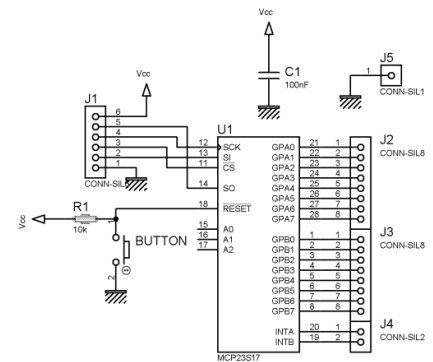 Vcc
Vcc
C1
100nF
J5
1
CONN-SIL1
J1
6
5
4
3
2
1
CONN-SIL
U1
12 SCK
13 SI
11 CS
14 SO
18 RESET
15 A0
16 A1
17 A2
GPA0 21 1
GPA1 22 2
GPA2 23 3
GPA3 24 4
GPA4 25 5
GPA5 26 6
GPA6 27 7
GPA7 28 8
J2
CONN-SIL8
GPB0 1 1
GPB1 2 2
GPB2 3 3
GPB3 4 4
GPB4 5 5
GPB5 6 6
GPB6 7 7
GPB7 8 8
J3
CONN-SIL8
INTA 20 1
INTB 19 2
J4
CONN-SIL2
MCP23S17
Vcc
R1
10k
1
BUTTON
2